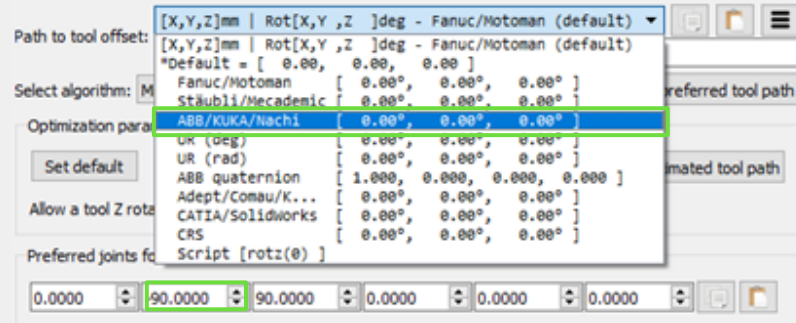 Path to tool offset:
[X,Y,Z]mm | Rot[X,Y ,Z ]deg - Fanuc/Motoman (default)
[X,Y,Z]mm | Rot[X,Y ,Z ]deg - Fanuc/Motoman (default)
*Default = [ 0.00, 0.00, 0.00 ]
Select algorithm: M
Fanuc/Motoman [ 0.00°, 0.00°, 0.00° ]
referred tool path
Stäubli/Mecademic [ 0.00°, 0.00°, 0.00° ]
Optimization para
ABB/KUKA/Nachi [ 0.00°, 0.00°, 0.00° ]
UR (deg) [ 0.00°, 0.00°, 0.00° ]
Set default
UR (rad) [ 0.00°, 0.00°, 0.00° ]
imated tool path
ABB quaternion [ 1.000, 0.000, 0.000, 0.000 ]
Allow a tool Z rota
Adept/Comau/K... [ 0.00°, 0.00°, 0.00° ]
CATIA/SolidWorks [ 0.00°, 0.00°, 0.00° ]
CRS [ 0.00°, 0.00°, 0.00° ]
Preferred joints fo
Script [rotz(0) ]
0.0000 -90.0000 90.0000 0.0000 0.0000 0.0000